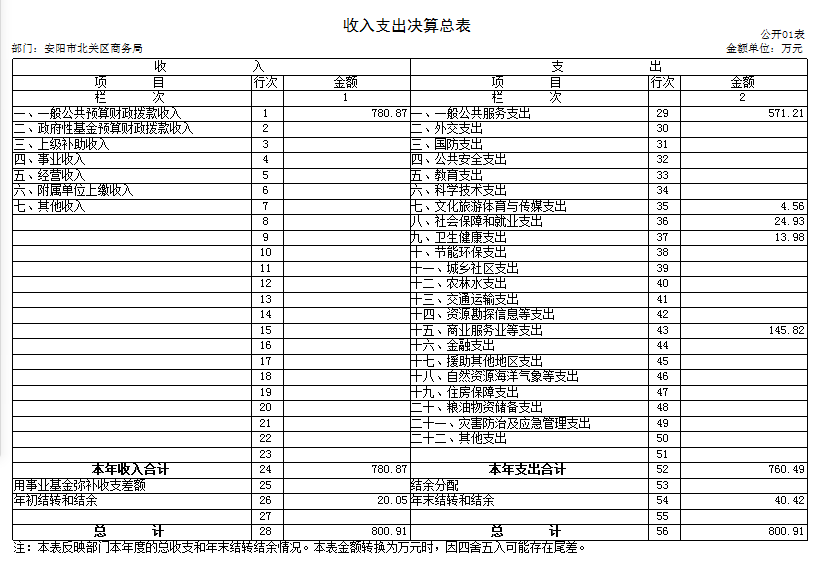 收入支出决算总表
公开01表
部门：安阳市北关区商务局 金额单位：万元
收 入 支 出
项 目 行次 金额 项 目 行次 金额
栏 次 1 栏 次 2
一、一般公共预算财政拨款收入 1 780.87 一、一般公共服务支出 29 571.21
二、政府性基金预算财政拨款收入 2 二、外交支出 30
三、上级补助收入 3 三、国防支出 31
四、事业收入 4 四、公共安全支出 32
五、经营收入 5 五、教育支出 33
六、附属单位上缴收入 6 六、科学技术支出 34
七、其他收入 7 七、文化旅游体育与传媒支出 35 4.56
8 八、社会保障和就业支出 36 24.93
9 九、卫生健康支出 37 13.98
10 十、节能环保支出 38
11 十一、城乡社区支出 39
12 十二、农林水支出 40
13 十三、交通运输支出 41
14 十四、资源勘探信息等支出 42
15 十五、商业服务业等支出 43 145.82
16 十六、金融支出 44
17 十七、援助其他地区支出 45
18 十八、自然资源海洋气象等支出 46
19 十九、住房保障支出 47
20 二十、粮油物资储备支出 48
21 二十一、灾害防治及应急管理支出 49
22 二十二、其他支出 50
23 51
本年收入合计 24 780.87 本年支出合计 52 760.49
用事业基金弥补收支差额 25 结余分配 53
年初结转和结余 26 20.05 年末结转和结余 54 40.42
27 55
总 计 28 800.91 总 计 56 800.91
注：本表反映部门本年度的总收支和年末结转结余情况。本表金额转换为万元时，因四舍五入可能存在尾差。